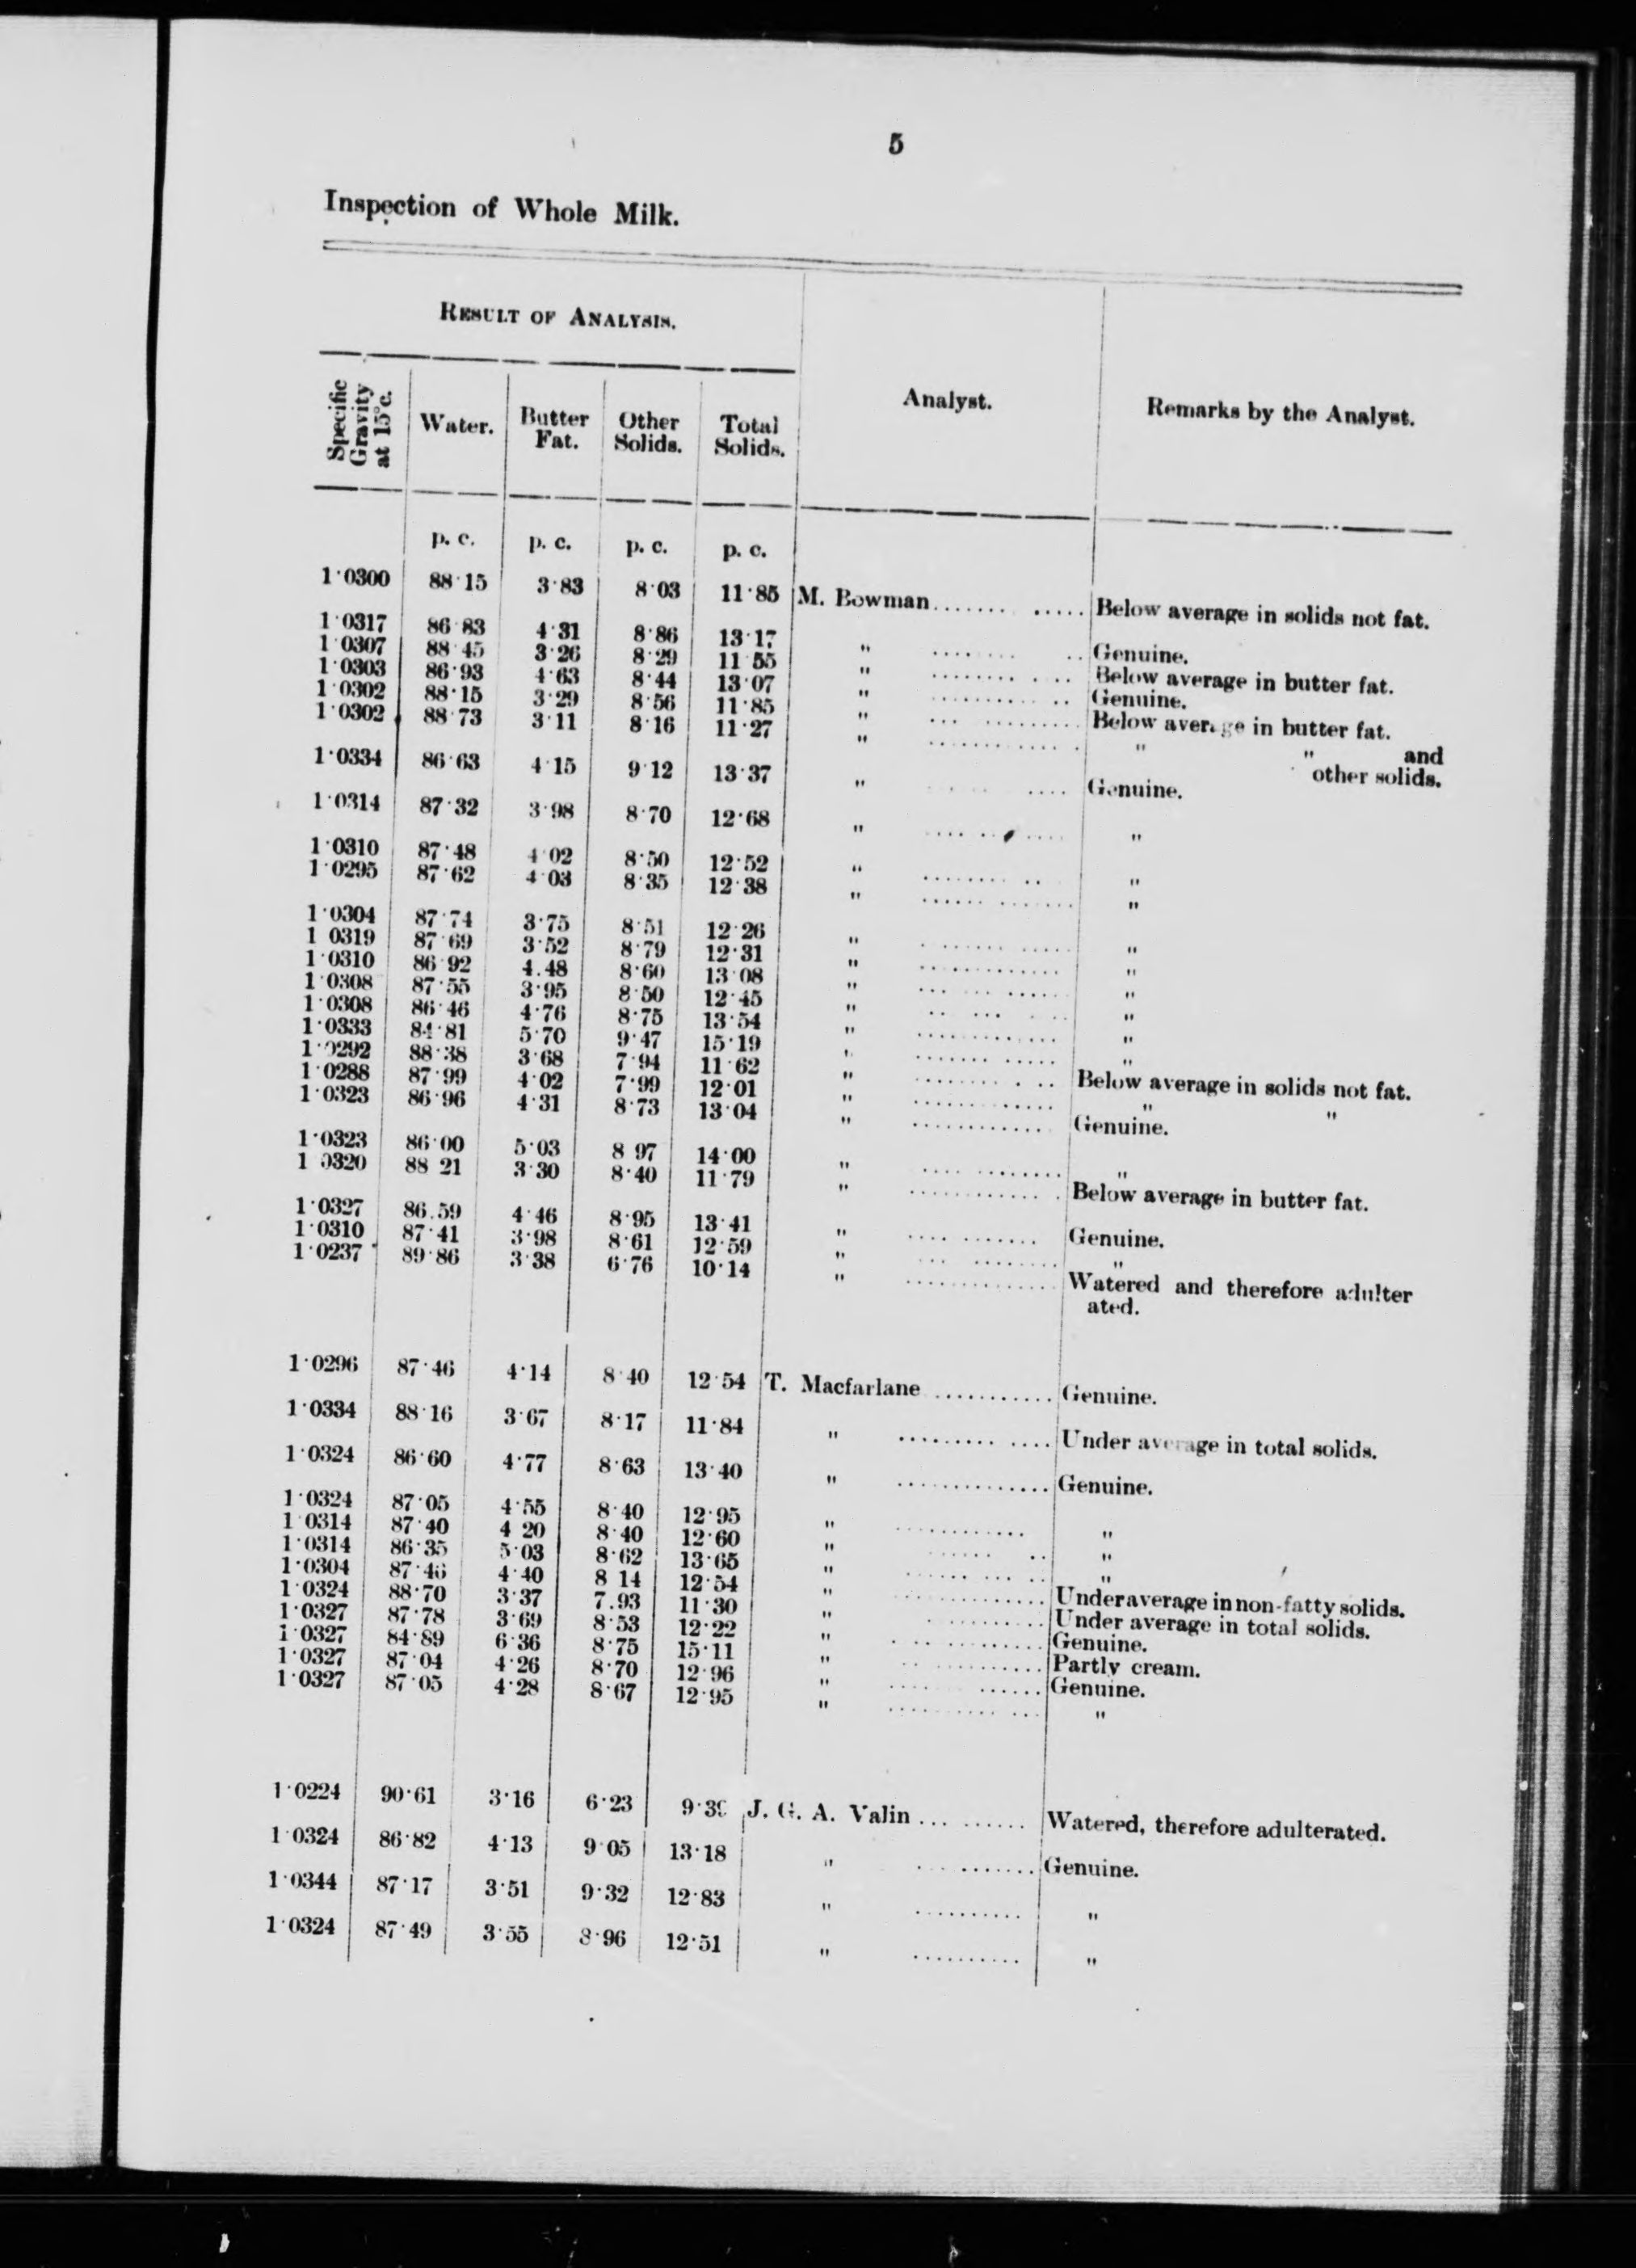 5
Inspection of Whole Milk.
RESULT OF ANALYSIS.
Specific Gravity at 15°c.
Water.
Butter Fat.
Other Solids.
Total Solids.
Analyst.
Remarks by the Analyst.
p. c. p. c. p. c. p. c.
1·0300 88·15 3·83 8·03 11·85 M. Bowman............ Below average in solids not fat.
1·0317 86 83 4·31 8·86 13·17 " .......... Genuine.
1·0307 88 45 3·26 8·29 11 55 " ............ Below average in butter fat.
1·0303 86·93 4·63 8·44 13·07 " ............ Genuine.
1·0302 88·15 3·29 8·56 11·85 " ............ Below average in butter fat.
1·0302 88·73 3·11 8·16 11·27 " ............ " " and
other solids.
1·0334 86·63 4·15 9·12 13·37 " ........ Genuine.
1·0314 87·32 3·98 8·70 12·68 " .......... "
1·0310 87·48 4·02 8·50 12·52 " .......... "
1·0295 87·62 4·03 8·35 12·38 " ............ "
1·0304 87·74 3·75 8·51 12·26 " ............ "
1 0319 87·69 3·52 8·79 12·31 " ............ "
1·0310 86 92 4.48 8·60 13·08 " ............ "
1·0308 87·55 3·95 8·50 12·45 " .......... "
1·0308 86·46 4·76 8·75 13·54 " ............ "
1·0333 84·81 5·70 9·47 15·19 " ............ "
1·0292 88·38 3·68 7·94 11·62 " ............ Below average in solids not fat.
1·0288 87·99 4·02 7·99 12·01 " ............ " "
1·0323 86·96 4·31 8·73 13·04 " ............ Genuine.
1·0323 86·00 5·03 8 97 14·00 " ............ "
1 0320 88 21 3·30 8·40 11·79 " ............ Below average in butter fat.
1·0327 86.59 4·46 8·95 13·41 " ............ Genuine.
1·0310 87·41 3·98 8·61 12·59 " ............ "
1·0237 89·86 3·38 6·76 10·14 " ............ Watered and therefore adulter
ated.
1·0296 87·46 4·14 8·40 12·54 T. Macfarlane ........... Genuine.
1·0334 88·16 3·67 8·17 11·84 " ............ Under average in total solids.
1·0324 86·60 4·77 8·63 13·40 " ............ Genuine.
1·0324 87·05 4·55 8·40 12·95 " ............ "
1·0314 87·40 4 20 8·40 12·60 " ........ "
1·0314 86·35 5·03 8·62 13·65 " .......... "
1·0304 87·46 4·40 8 14 12·54 " ............ Under average in non-fatty solids.
1·0324 88·70 3·37 7.93 11·30 " .......... Under average in total solids.
1·0327 87·78 3·69 8·53 12·22 " ............ Genuine.
1·0327 84·89 6·36 8·75 15·11 " ............ Partly cream.
1·0327 87·04 4·26 8·70 12·96 " ............ Genuine.
1·0327 87·05 4·28 8·67 12·95 " ............ "
1·0224 90·61 3·16 6·23 9·39 J. G. A. Valin .......... Watered, therefore adulterated.
1·0324 86·82 4·13 9·05 13·18 " .......... Genuine.
1·0344 87·17 3·51 9·32 12·83 " .......... "
1·0324 87·49 3·55 8·96 12·51 " .......... "